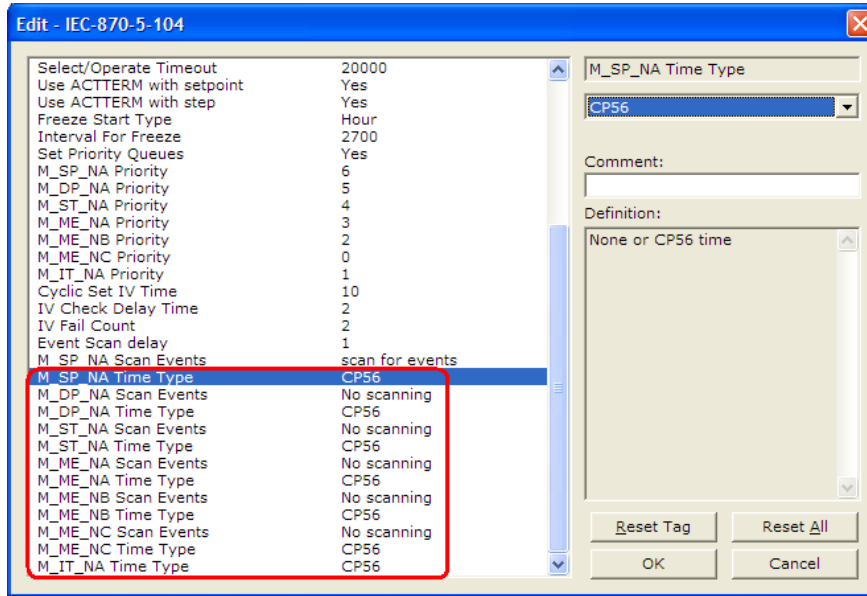 Edit - IEC-870-5-104
Select/Operate Timeout 20000
Use ACTTERM with setpoint Yes
Use ACTTERM with step Yes
Freeze Start Type Hour
Interval For Freeze 2700
Set Priority Queues Yes
M_SP_NA Priority 6
M_DP_NA Priority 5
M_ST_NA Priority 4
M_ME_NA Priority 3
M_ME_NB Priority 2
M_ME_NC Priority 0
M_IT_NA Priority 1
Cyclic Set IV Time 10
IV Check Delay Time 2
IV Fail Count 2
Event Scan delay 1
M_SP_NA Scan Events scan for events
M_SP_NA Time Type CP56
M_DP_NA Scan Events No scanning
M_DP_NA Time Type CP56
M_ST_NA Scan Events No scanning
M_ST_NA Time Type CP56
M_ME_NA Scan Events No scanning
M_ME_NA Time Type CP56
M_ME_NB Scan Events No scanning
M_ME_NB Time Type CP56
M_ME_NC Scan Events No scanning
M_ME_NC Time Type CP56
M_IT_NA Time Type CP56
M_SP_NA Time Type
CP56
Comment:
Definition:
None or CP56 time
Reset Tag Reset All
OK Cancel